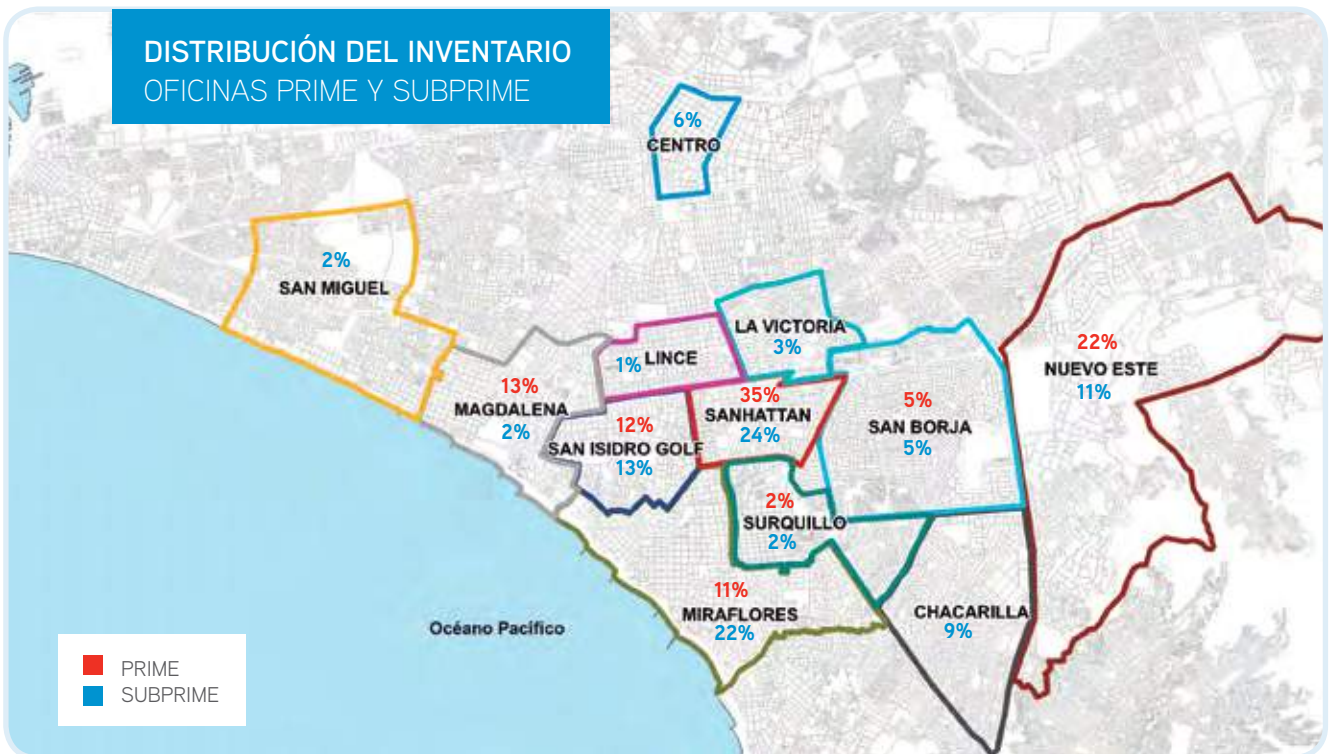 DISTRIBUCIÓN DEL INVENTARIO
OFICINAS PRIME Y SUBPRIME
6%
CENTRO
2%
SAN MIGUEL
LA VICTORIA
3%
1% LINCE
22%
NUEVO ESTE
11%
13%
MAGDALENA
2%
35%
SANHATTAN
24%
5%
SAN BORJA
5%
12%
SAN ISIDRO GOLF
13%
2%
SURQUILLO
2%
11%
MIRAFLORES
22%
CHACARILLA
9%
Océano Pacífico
PRIME
SUBPRIME